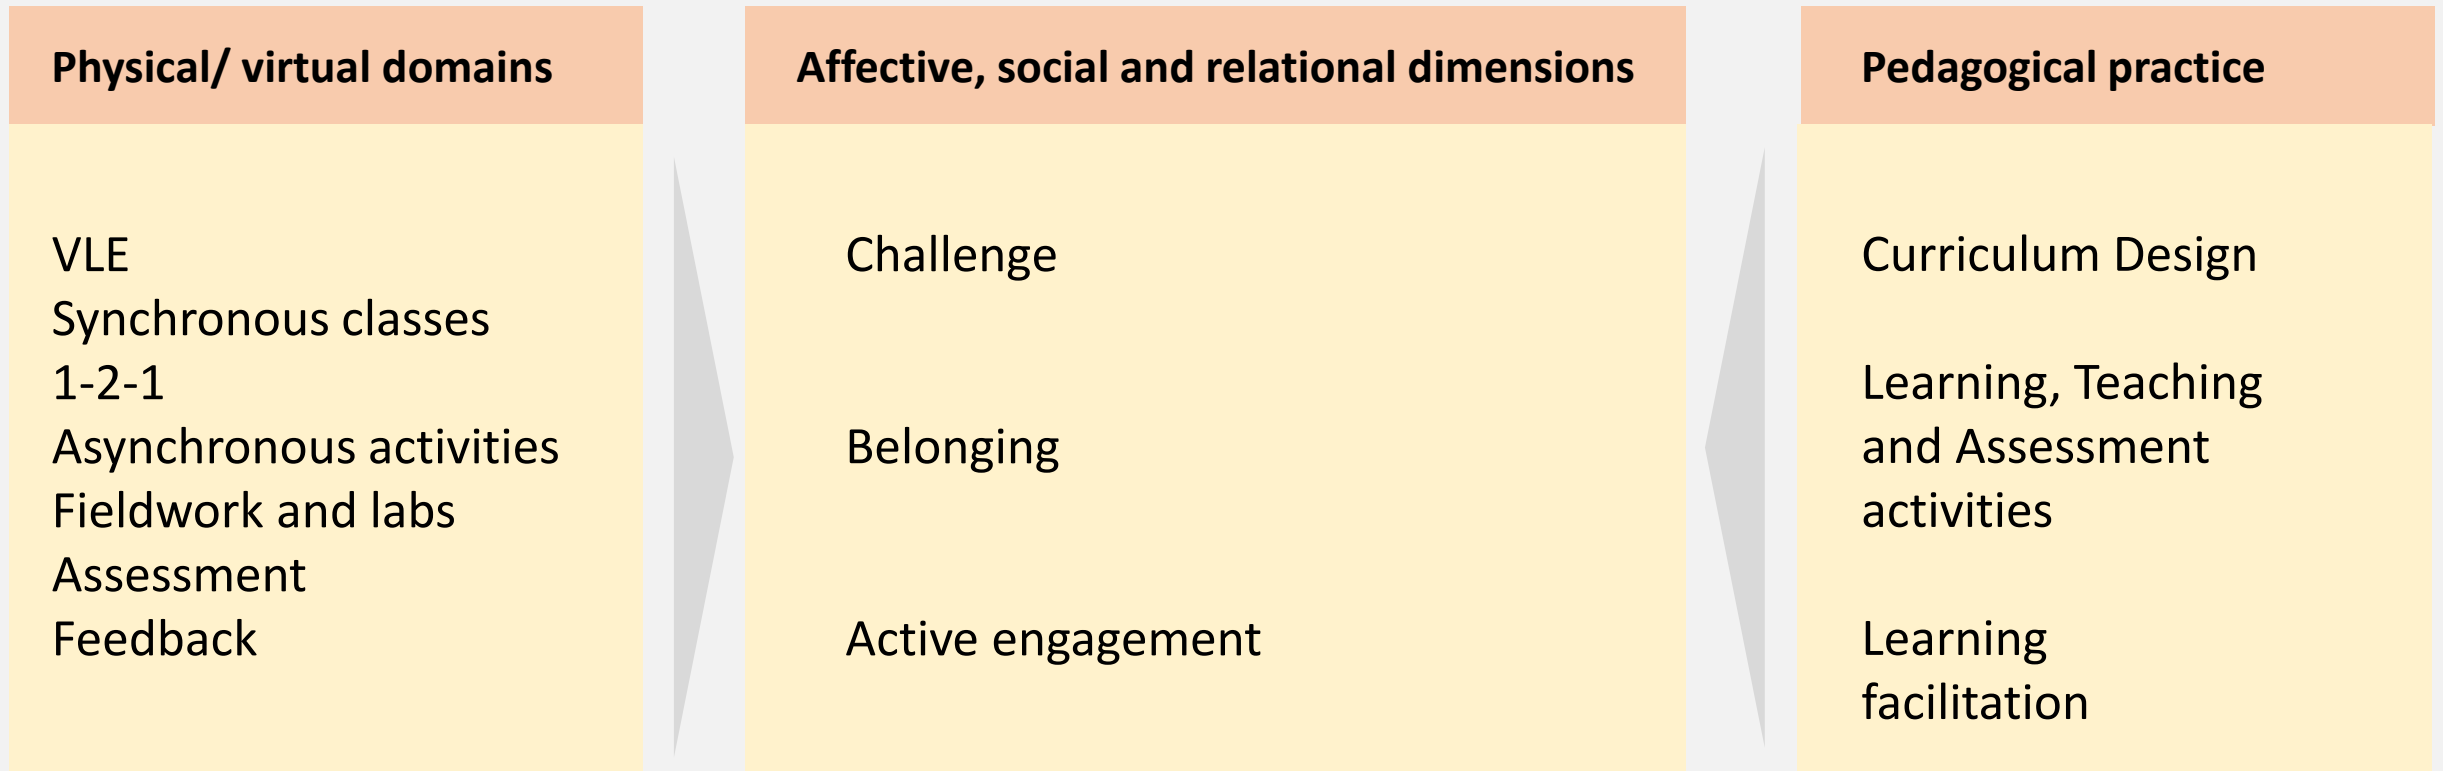 Physical/ virtual domains
VLE
Synchronous classes
1-2-1
Asynchronous activities
Fieldwork and labs
Assessment
Feedback
Affective, social and relational dimensions
Challenge
Belonging
Active engagement
Pedagogical practice
Curriculum Design
Learning, Teaching
and Assessment
activities
Learning
facilitation